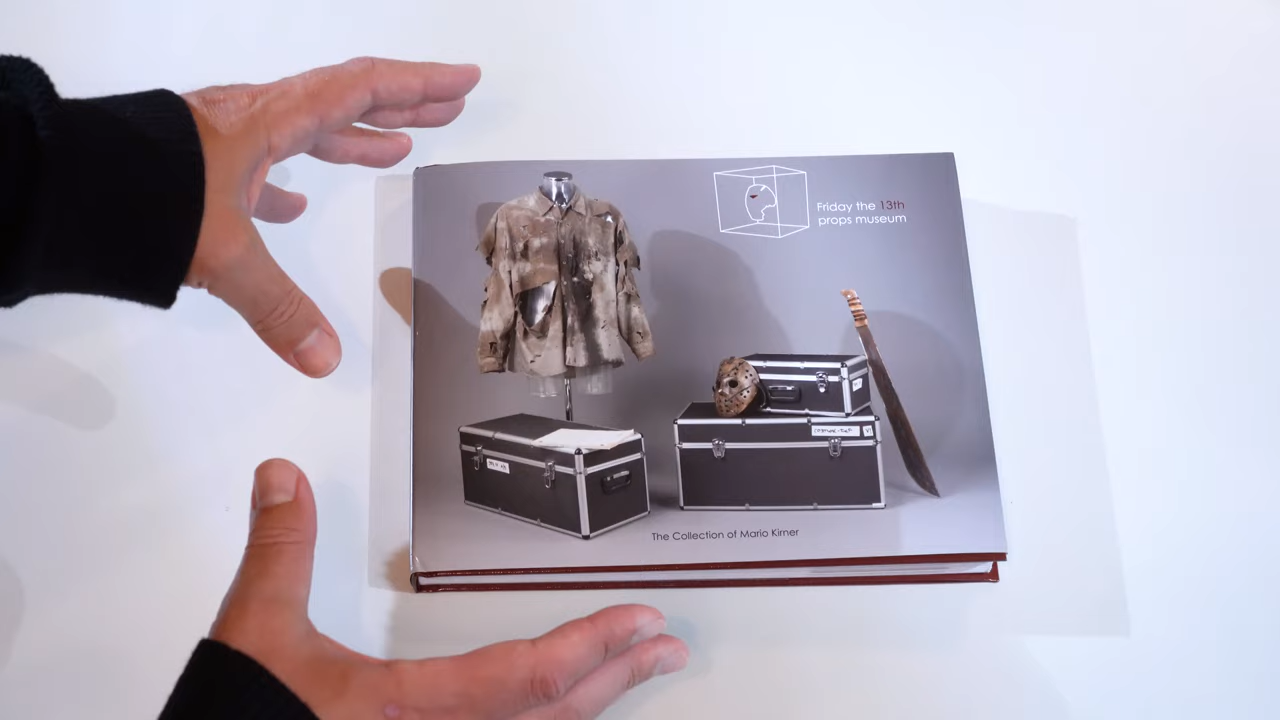 Friday the 13th
props museum
The Collection of Mario Kirner